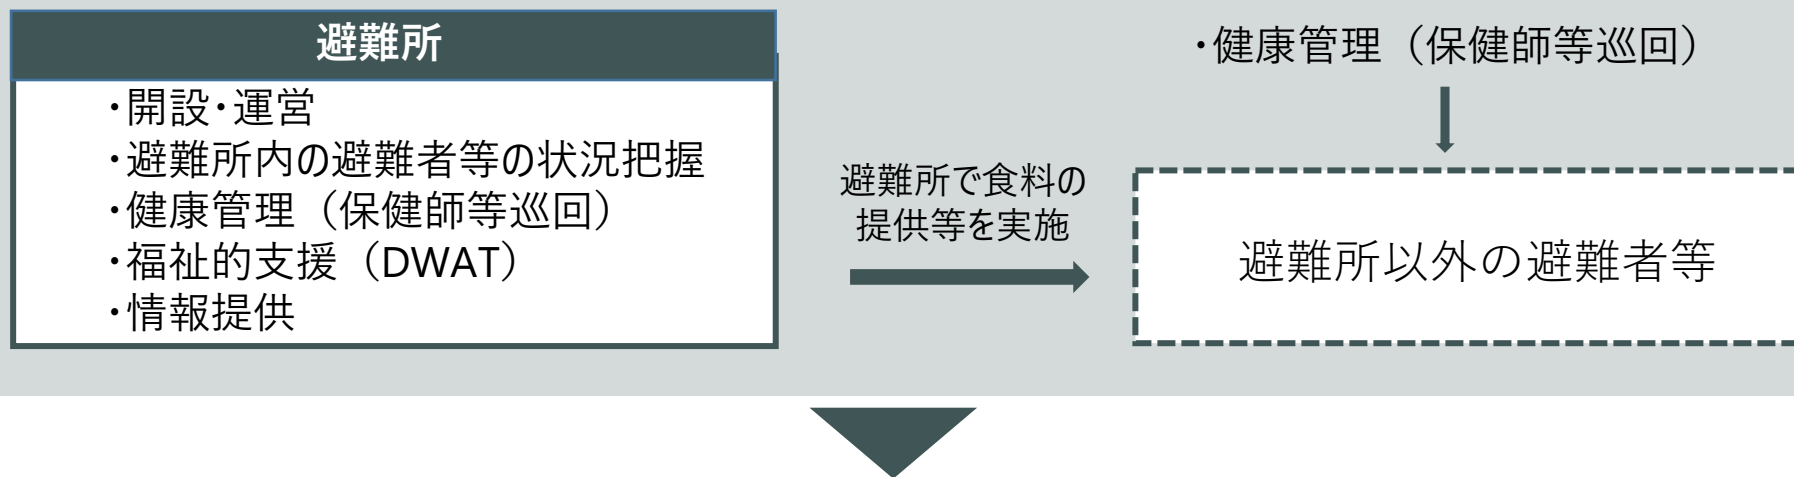 避難所
・開設・運営
・避難所内の避難者等の状況把握
・健康管理（保健師等巡回）
・福祉的支援（DWAT）
・情報提供
避難所で食料の
提供等を実施
・健康管理（保健師等巡回）
避難所以外の避難者等